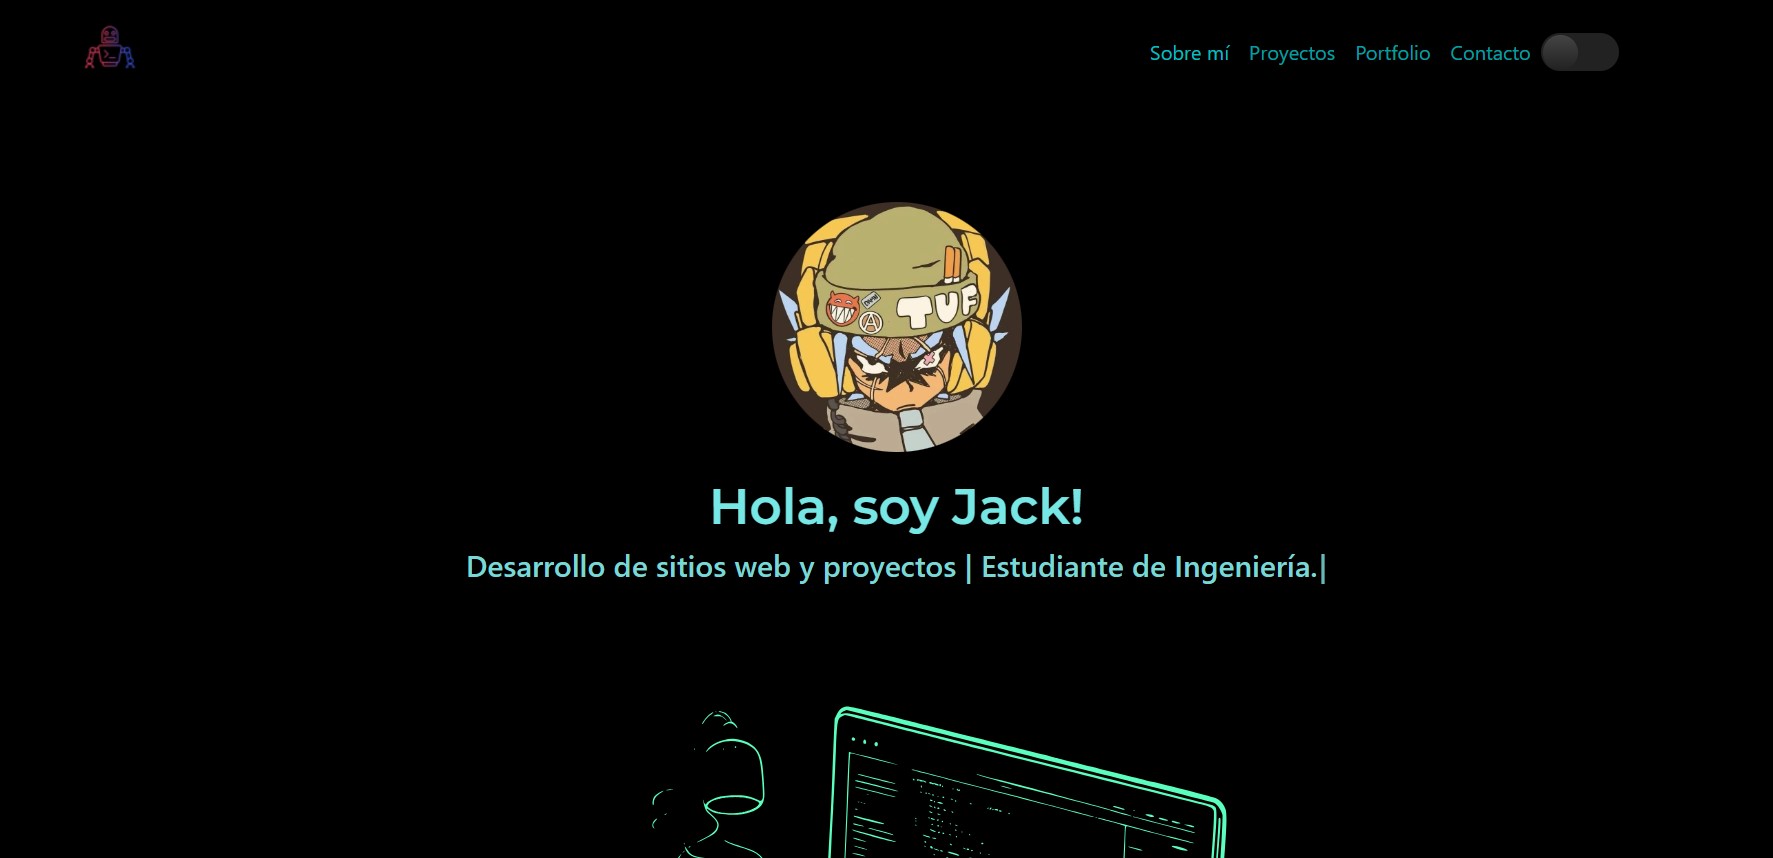 Sobre mí Proyectos Portfolio Contacto
TUF
A
Hola, soy Jack!
Desarrollo de sitios web y proyectos | Estudiante de Ingeniería.|